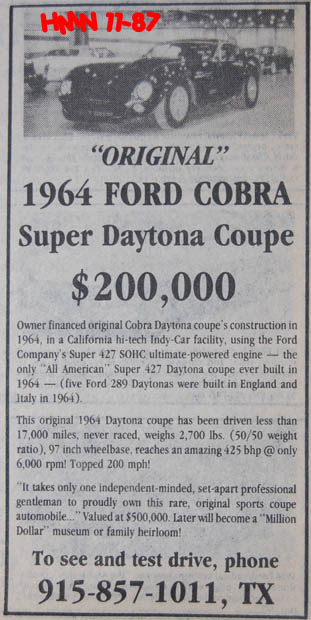 HMN 11-87
"ORIGINAL"
1964 FORD COBRA
Super Daytona Coupe
$200,000
Owner financed original Cobra Daytona coupe's construction in
1964, in a California hi-tech Indy-Car facility, using the Ford
Company's Super 427 SOHC ultimate-powered engine — the
only "All American" Super 427 Daytona coupe ever built in
1964 — (five Ford 289 Daytonas were built in England and
Italy in 1964).
This original 1964 Daytona coupe has been driven less than
17,000 miles, never raced, weighs 2,700 lbs. (50/50 weight
ratio), 97 inch wheelbase, reaches an amazing 425 bhp @ only
6,000 rpm! Topped 200 mph!
"It takes only one independent-minded, set-apart professional
gentleman to proudly own this rare, original sports coupe
automobile..." Valued at $500,000. Later will become a "Million
Dollar" museum or family heirloom!
To see and test drive, phone
915-857-1011, TX